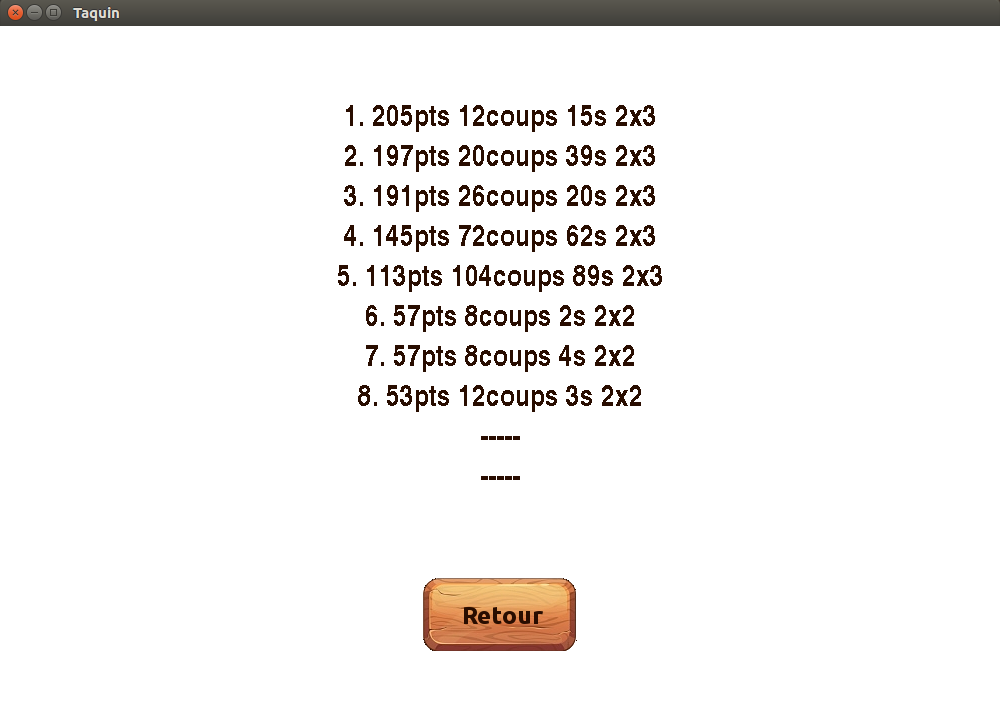 Taquin
1. 205pts 12coups 15s 2x3
2. 197pts 20coups 39s 2x3
3. 191pts 26coups 20s 2x3
4. 145pts 72coups 62s 2x3
5. 113pts 104coups 89s 2x3
6. 57pts 8coups 2s 2x2
7. 57pts 8coups 4s 2x2
8. 53pts 12coups 3s 2x2
-----
-----
Retour